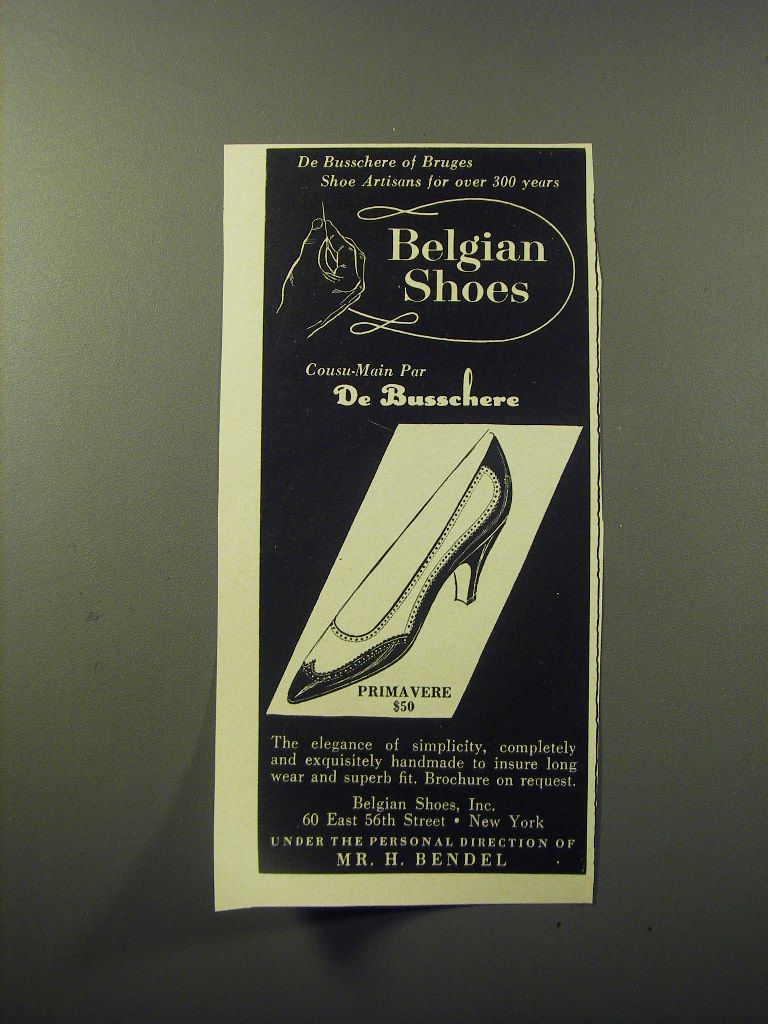 De Busschere of Bruges
Shoe Artisans for over 300 years
Belgian
Shoes
Cousu-Main Par
De Busschere
PRIMAVERE
$50
The elegance of simplicity, completely
and exquisitely handmade to insure long
wear and superb fit. Brochure on request.
Belgian Shoes, Inc.
60 East 56th Street • New York
UNDER THE PERSONAL DIRECTION OF
MR. H. BENDEL